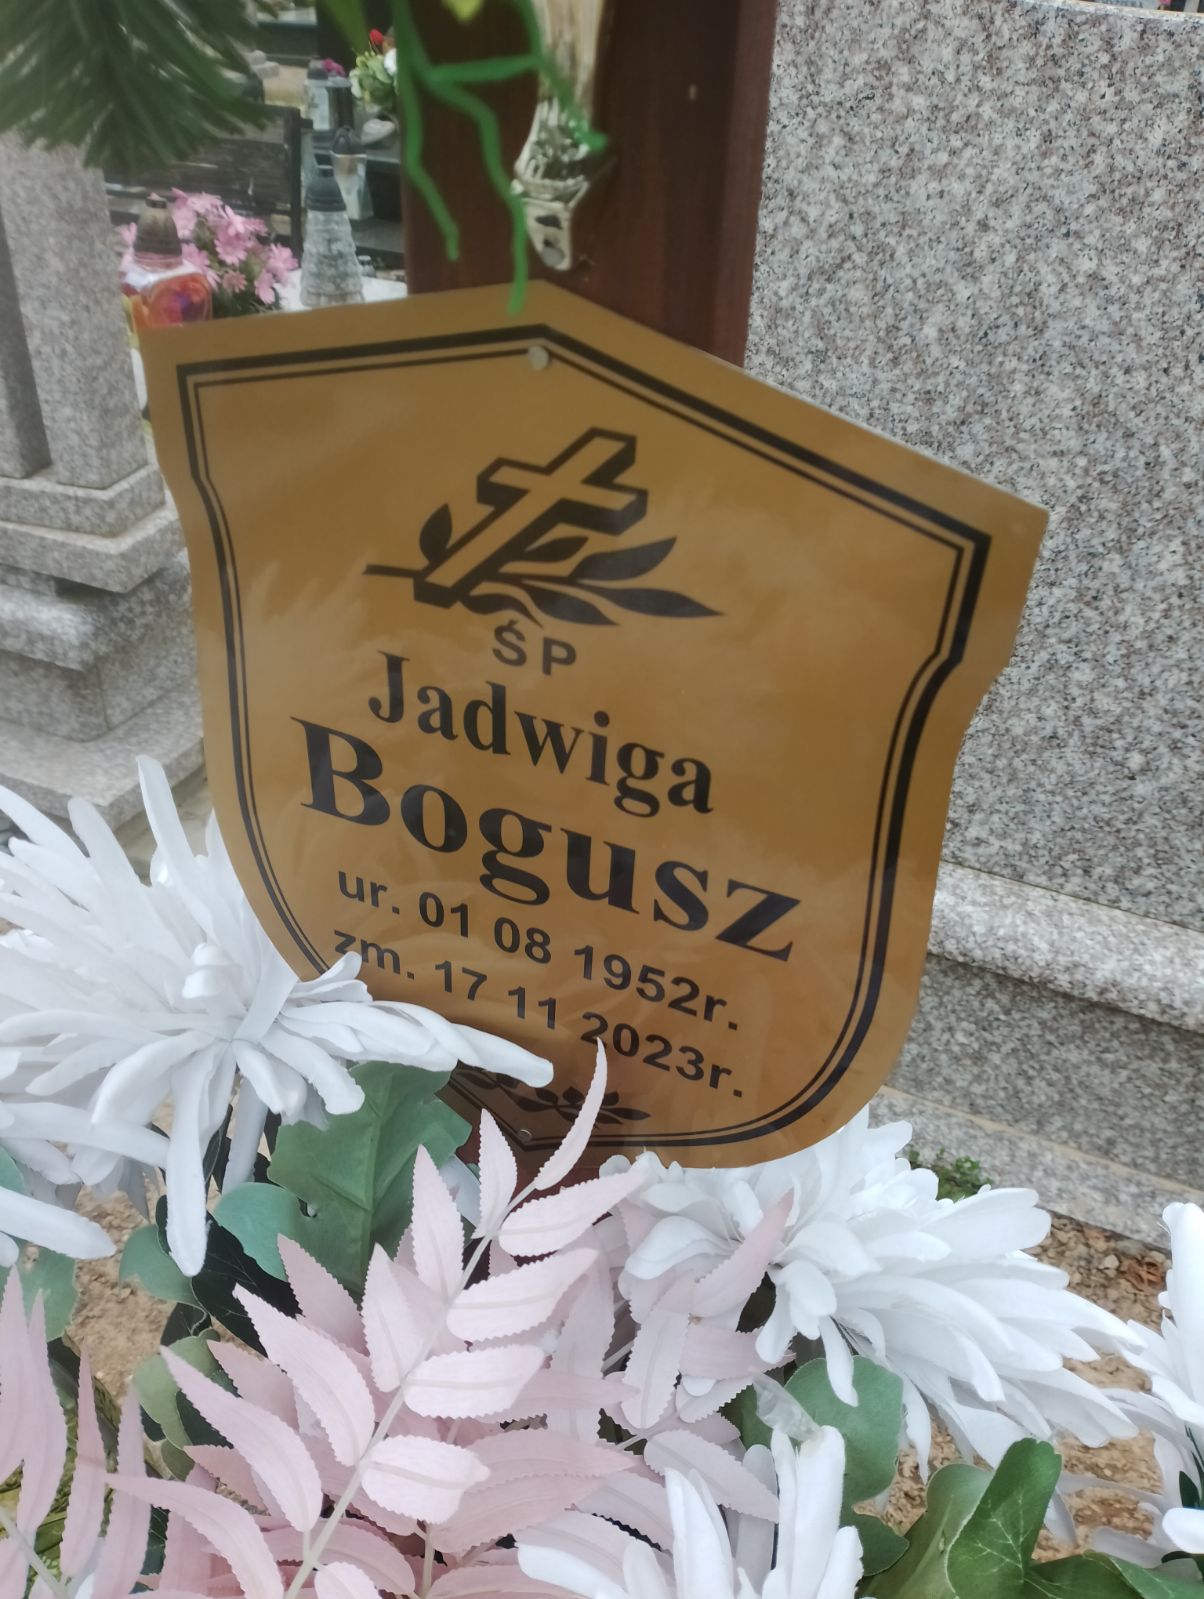 ŚP
Jadwiga
Bogusz
ur. 01 08 1952r.
zm. 17 11 2023r.